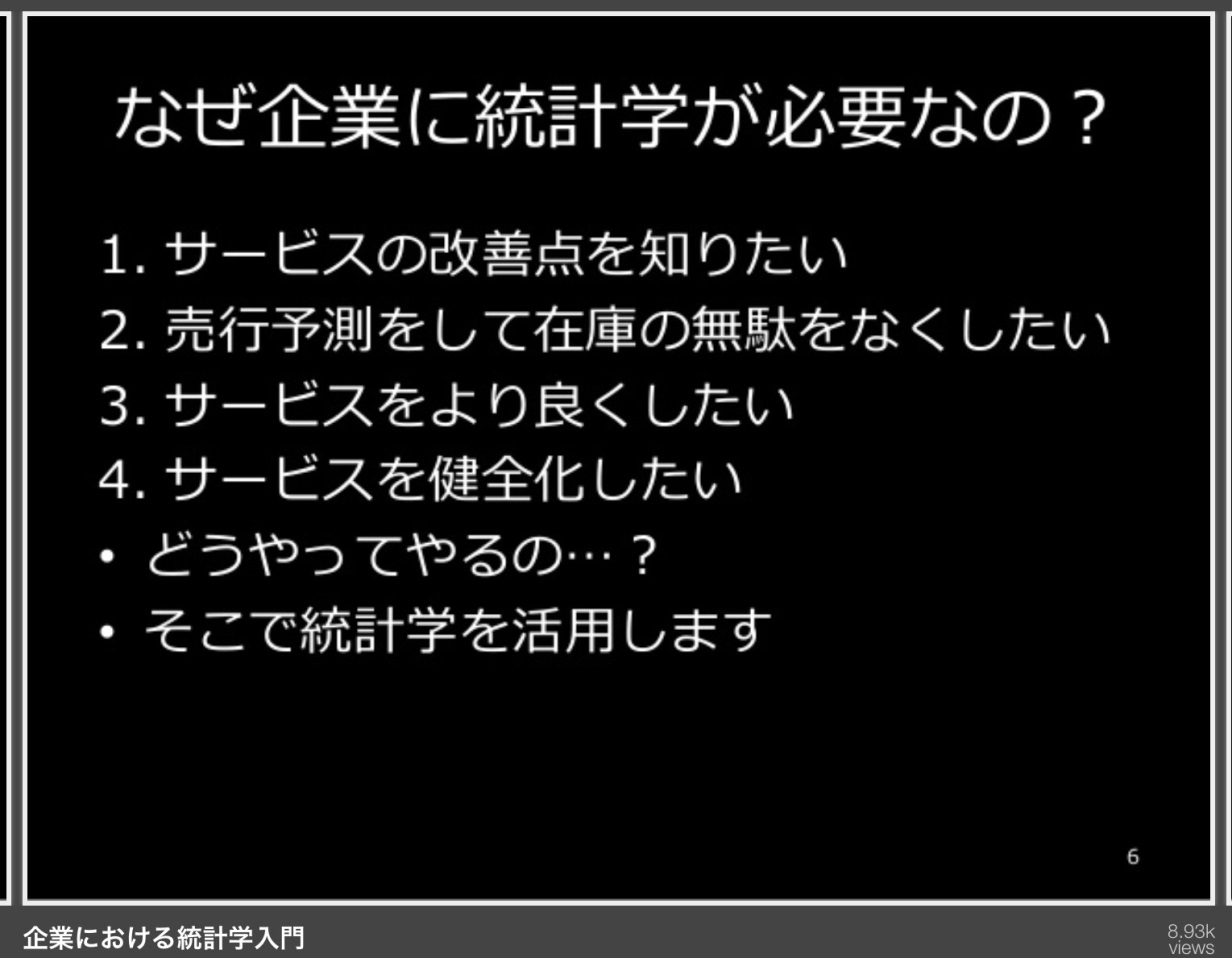 なぜ企業に統計学が必要なの？
1. サービスの改善点を知りたい
2. 売行予測をして在庫の無駄をなくしたい
3. サービスをより良くしたい
4. サービスを健全化したい
• どうやってやるの…？
• そこで統計学を活用します
6
企業における統計学入門
8.93k
views